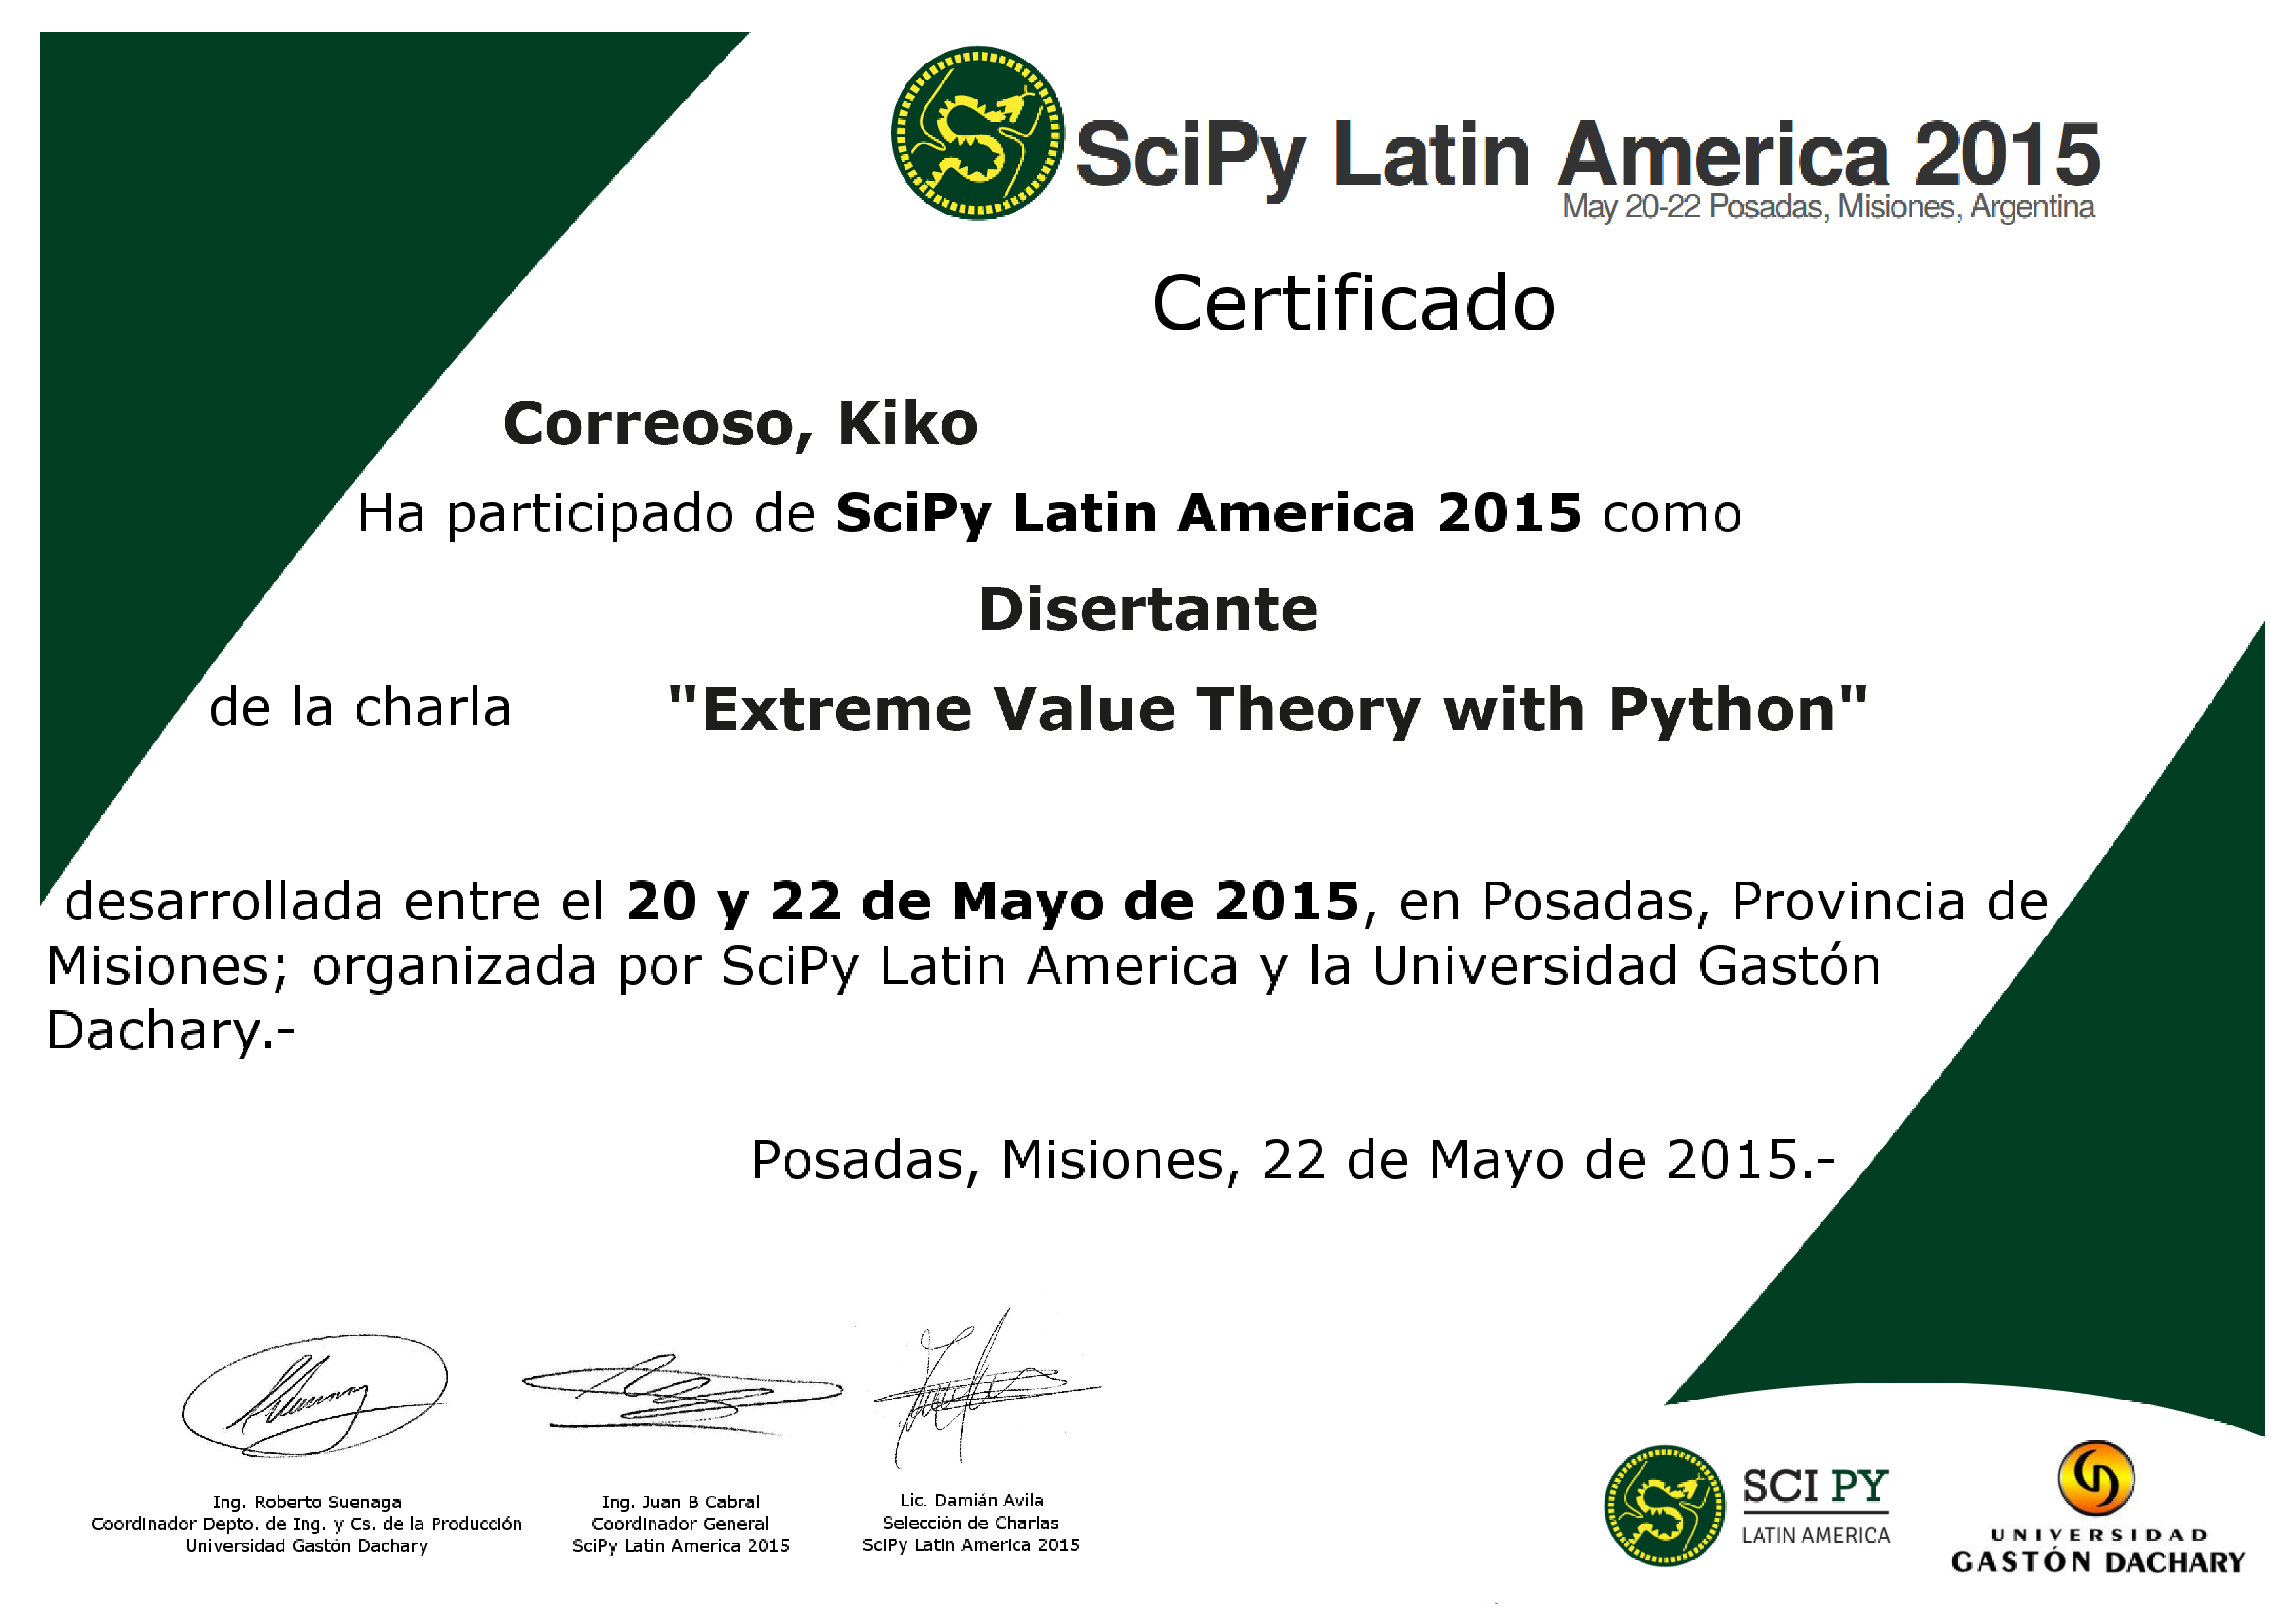 SciPy Latin America 2015
May 20-22 Posadas, Misiones, Argentina
Certificado
Correoso, Kiko
Ha participado de SciPy Latin America 2015 como
Disertante
de la charla "Extreme Value Theory with Python"
desarrollada entre el 20 y 22 de Mayo de 2015, en Posadas, Provincia de
Misiones; organizada por SciPy Latin America y la Universidad Gastón
Dachary.-
Posadas, Misiones, 22 de Mayo de 2015.-
Ing. Roberto Suenaga
Coordinador Depto. de Ing. y Cs. de la Producción
Universidad Gastón Dachary
Ing. Juan B Cabral
Coordinador General
SciPy Latin America 2015
Lic. Damián Avila
Selección de Charlas
SciPy Latin America 2015
SCI PY
LATIN AMERICA
UNIVERSIDAD
GASTÓN DACHARY